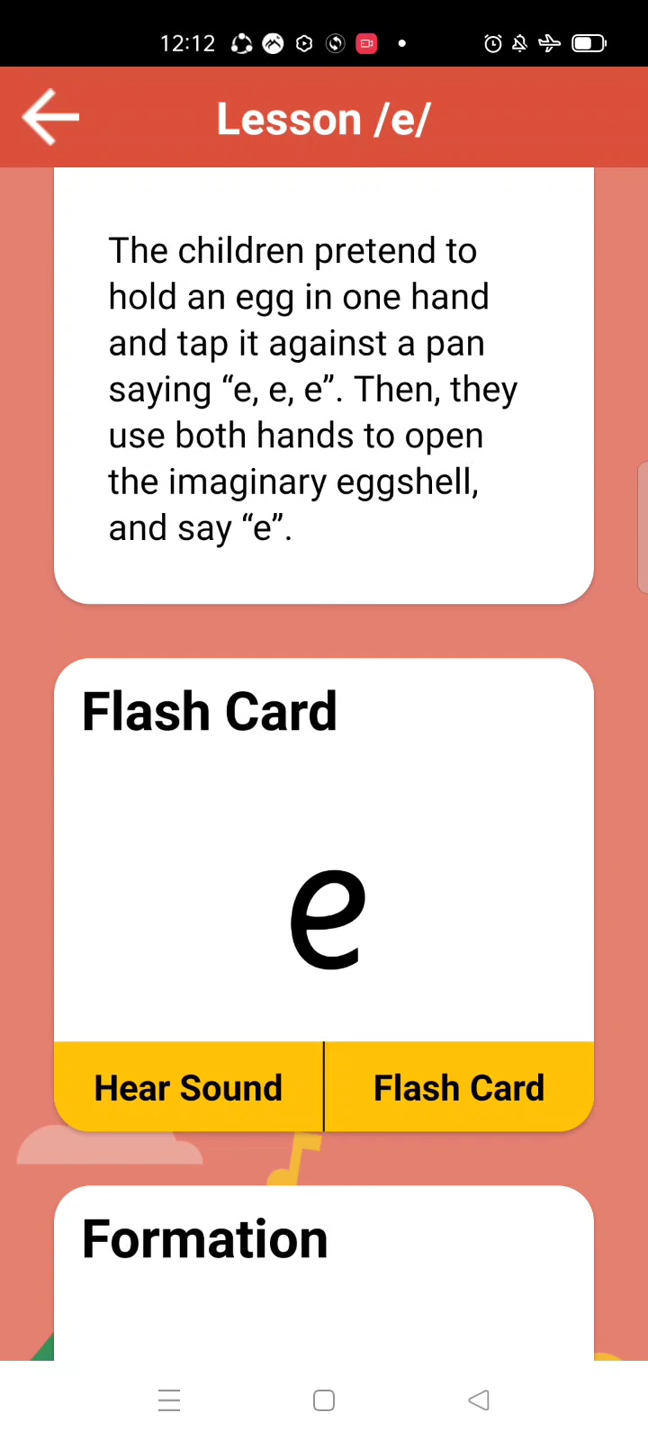 12:12
Lesson /e/
The children pretend to
hold an egg in one hand
and tap it against a pan
saying “e, e, e”. Then, they
use both hands to open
the imaginary eggshell,
and say “e”.
Flash Card
e
Hear Sound
Flash Card
Formation